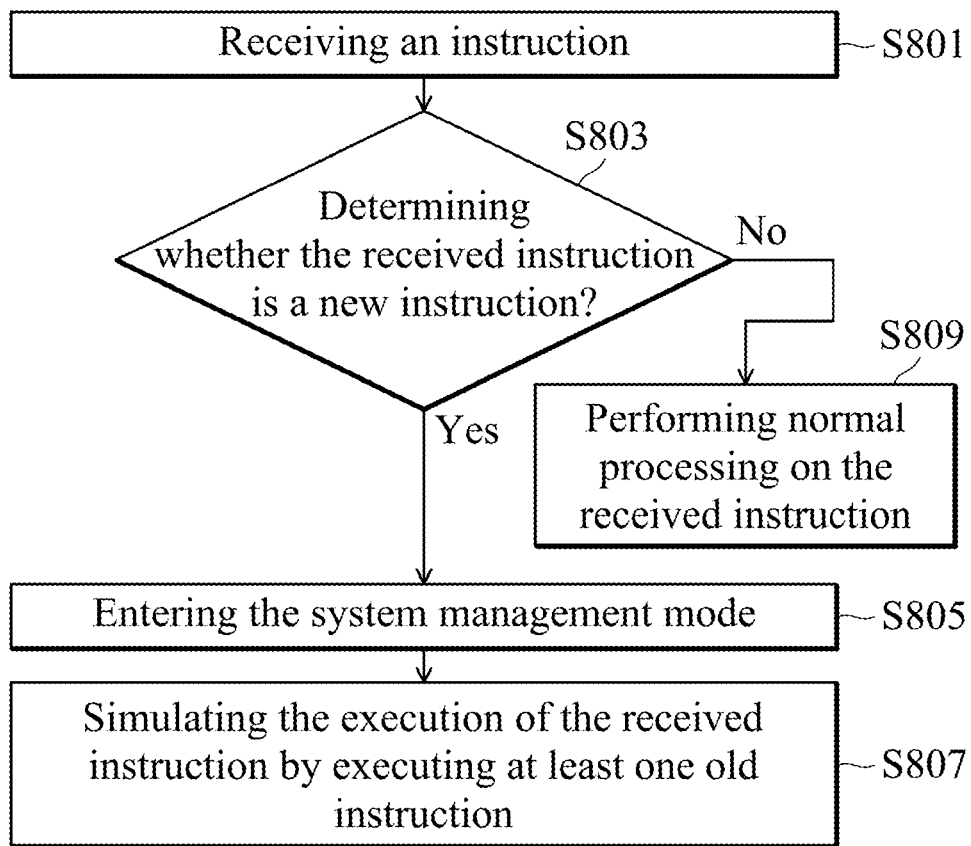 Receiving an instruction
S801
S803
Determining
whether the received instruction
is a new instruction?
No
S809
Performing normal
processing on the
received instruction
Yes
Entering the system management mode
S805
Simulating the execution of the received
instruction by executing at least one old
instruction
S807